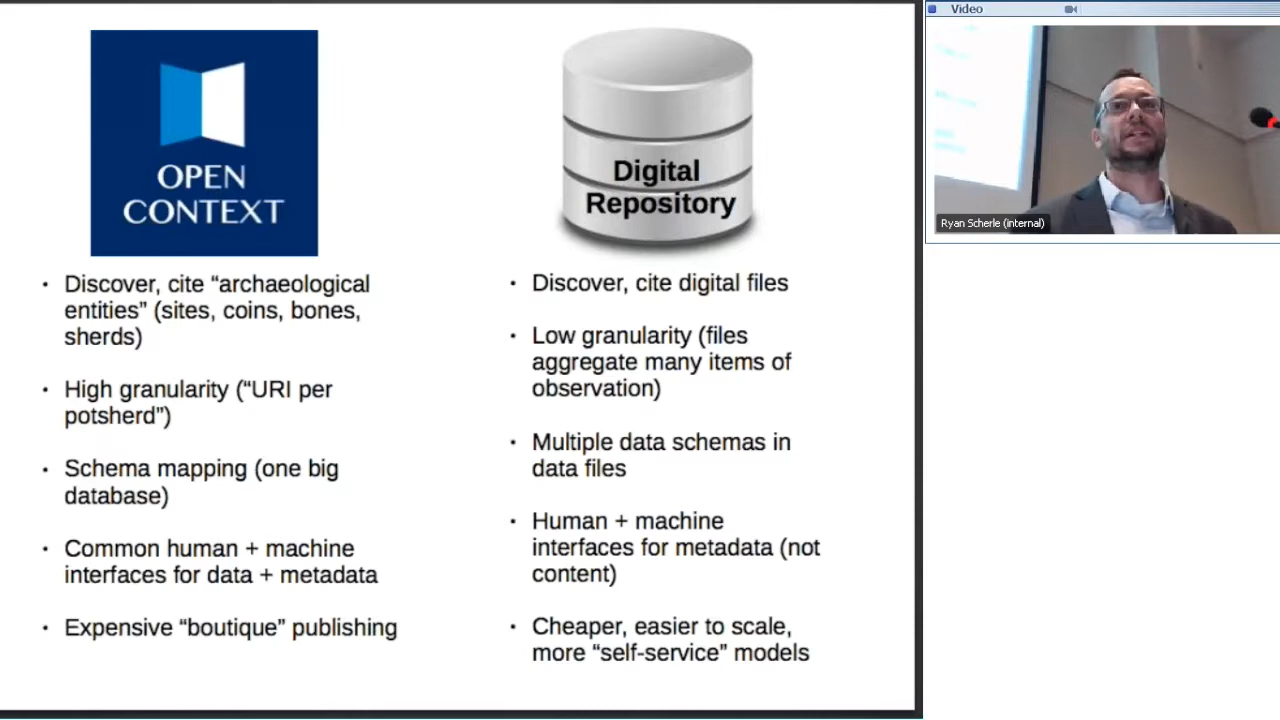 OPEN
CONTEXT
• Discover, cite “archaeological
entities” (sites, coins, bones,
sherds)
• High granularity (“URI per
potsherd”)
• Schema mapping (one big
database)
• Common human + machine
interfaces for data + metadata
• Expensive “boutique” publishing
Digital
Repository
• Discover, cite digital files
• Low granularity (files
aggregate many items of
observation)
• Multiple data schemas in
data files
• Human + machine
interfaces for metadata (not
content)
• Cheaper, easier to scale,
more “self-service” models
Video
Ryan Scherle (internal)